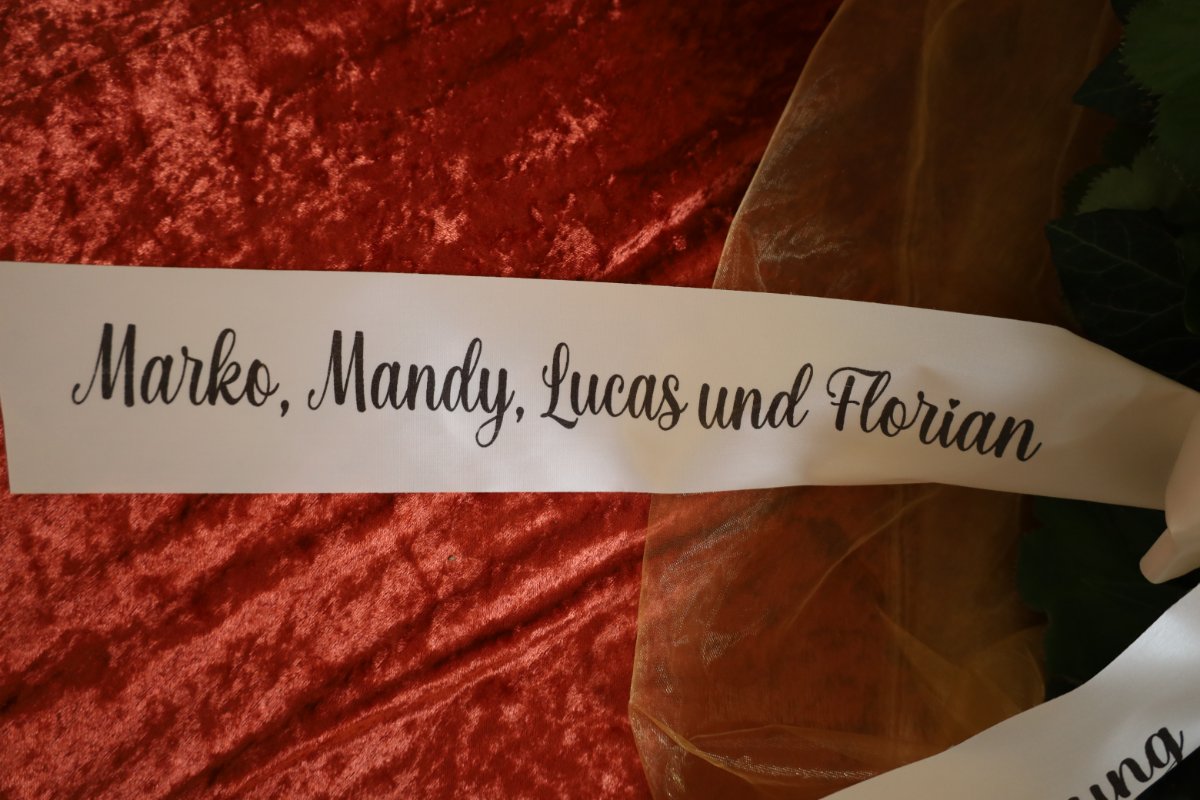 Marko, Mandy, Lucas und Florian